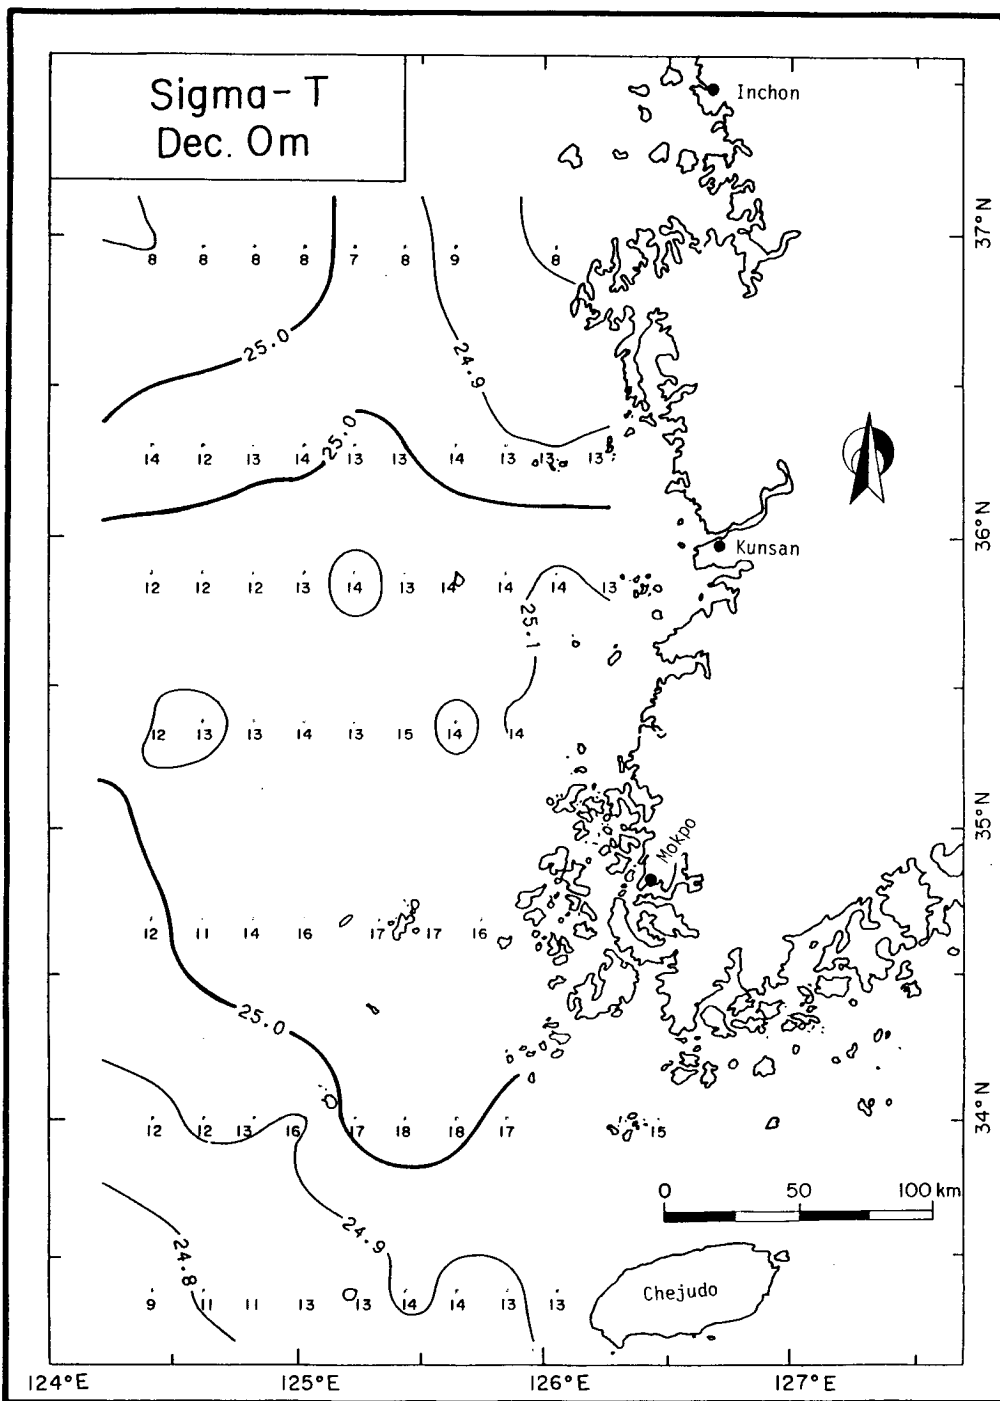 Sigma-T
Dec. 0m
Inchon
37°N
8 8 8 8 7 8 9 8
25.0
24.9
25.0
14 12 13 14 13 13 14 13 13 13
36°N
Kunsan
12 12 12 13 14 13 14 14 14 13
25.1
12 13 13 14 13 15 14 14
35°N
Mokpo
12 11 14 16 17 17 16
25.0
34°N
12 12 13 16 17 18 18 17 15
0 50 100 km
24.9
24.8
Chejudo
9 11 11 13 13 14 14 13 13
124°E 125°E 126°E 127°E